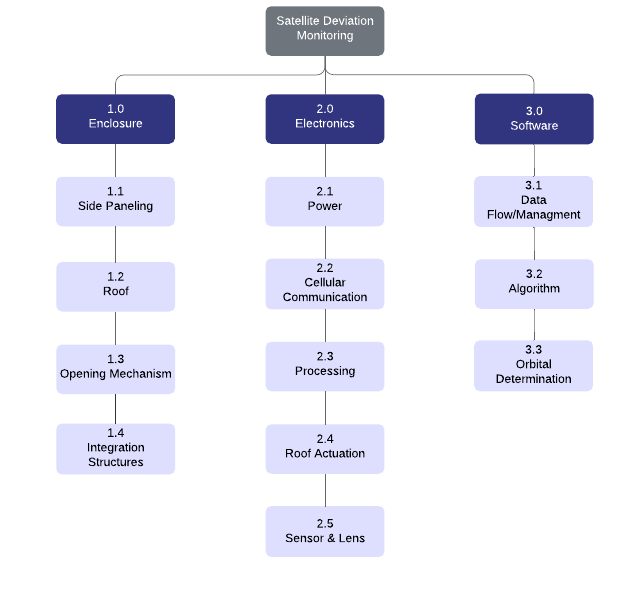 Satellite Deviation
Monitoring
1.0
Enclosure
1.1
Side Paneling
1.2
Roof
1.3
Opening Mechanism
1.4
Integration
Structures
2.0
Electronics
2.1
Power
2.2
Cellular
Communication
2.3
Processing
2.4
Roof Actuation
2.5
Sensor & Lens
3.0
Software
3.1
Data
Flow/Managment
3.2
Algorithm
3.3
Orbital
Determination